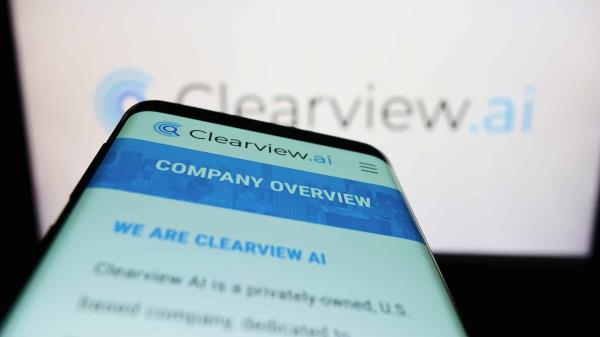 Clearview.ai
Clearview.ai
COMPANY OVERVIEW
WE ARE CLEARVIEW AI
Clearview AI is a privately-owned, U.S.
based company, dedicated to